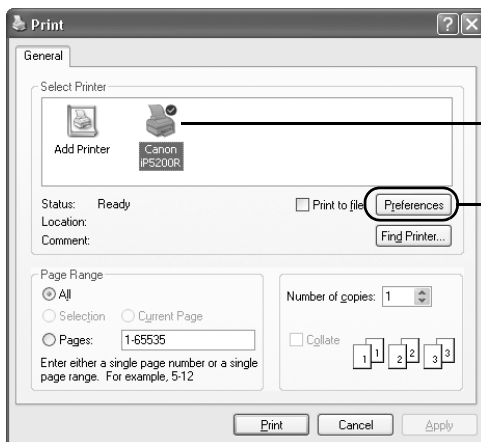 Print
General
Select Printer
Add Printer
Canon
iP5200R
Status: Ready
Location:
Comment:
Print to file
Preferences
Find Printer...
Page Range
All
Selection
Current Page
Pages: 1-65535
Enter either a single page number or a single
page range. For example, 5-12
Number of copies: 1
Collate
1 1 2 2 3 3
Print
Cancel
Apply